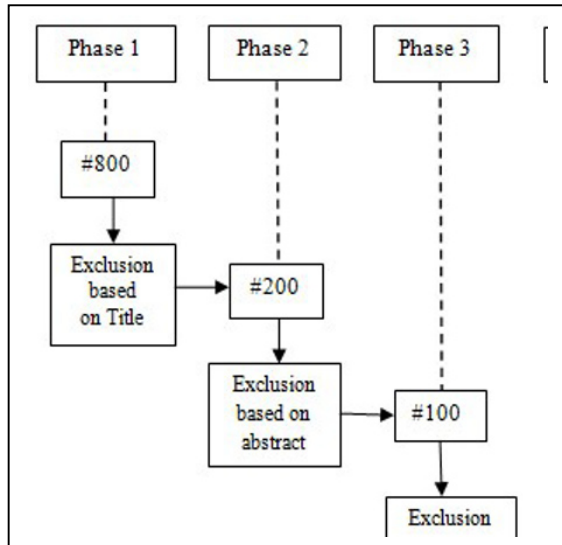 Phase 1
Phase 2
Phase 3
#800
Exclusion
based
on Title
#200
Exclusion
based on
abstract
#100
Exclusion